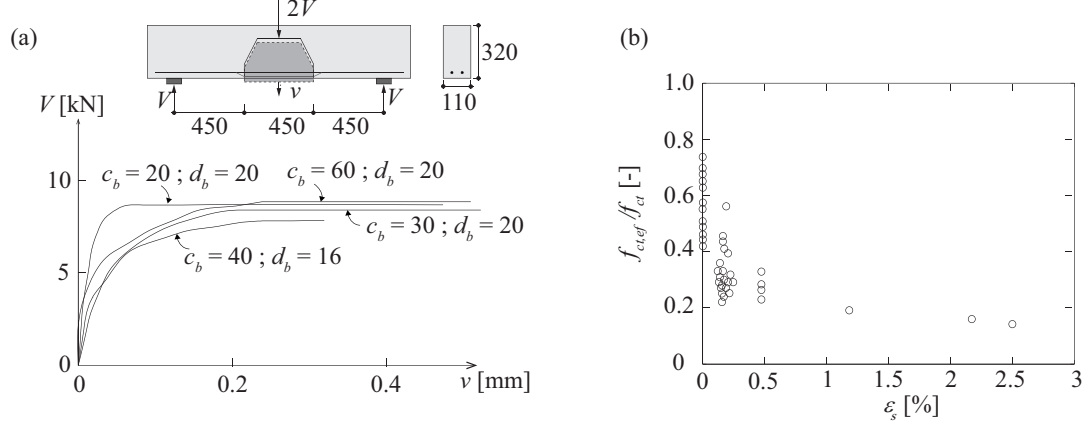 (a)
2V
320
V
v
V
110
450
450
450
V [kN]
c_b = 20 ; d_b = 20
c_b = 60 ; d_b = 20
c_b = 30 ; d_b = 20
c_b = 40 ; d_b = 16
10
5
0
0
0.2
0.4
v [mm]
(b)
f_ct,ef/f_ct [-]
1.0
0.8
0.6
0.4
0.2
0
0
0.5
1
1.5
2
2.5
3
ε_s [%]